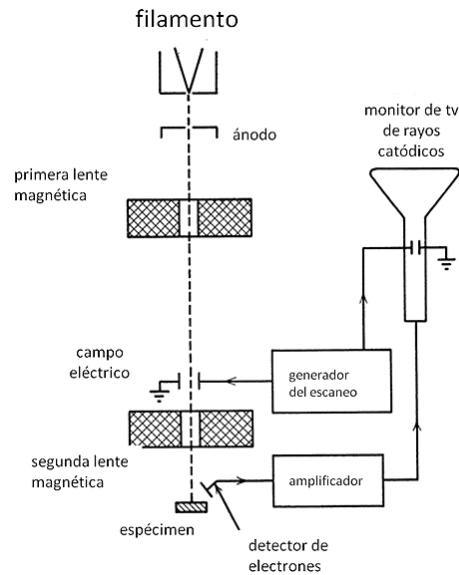 filamento
monitor de tv
de rayos
catódicos
ánodo
primera lente
magnética
campo
eléctrico
generador
del escaneo
segunda lente
magnética
amplificador
espécimen
detector de
electrones